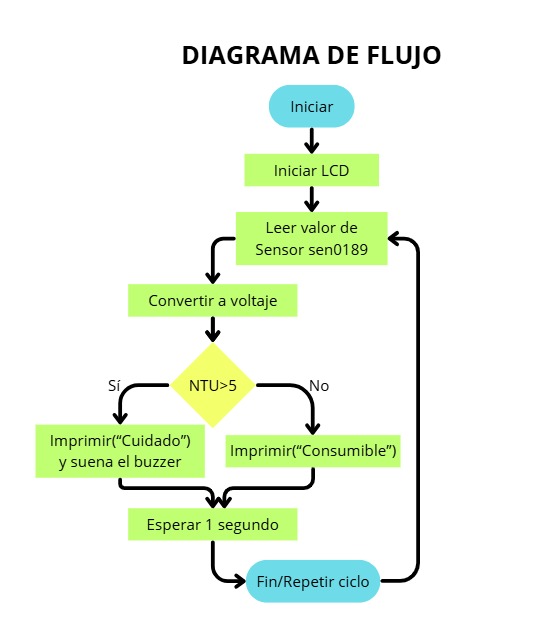 DIAGRAMA DE FLUJO
Iniciar
Iniciar LCD
Leer valor de
Sensor sen0189
Convertir a voltaje
NTU>5
Sí
No
Imprimir(“Cuidado”)
y suena el buzzer
Imprimir(“Consumible”)
Esperar 1 segundo
Fin/Repetir ciclo